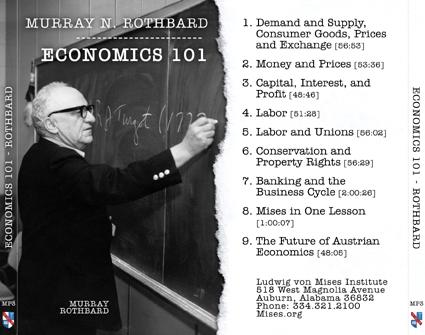 MURRAY N. ROTHBARD
ECONOMICS 101
ECONOMICS 101 - ROTHBARD
MP3
Turgot (177
MURRAY
ROTHBARD
1. Demand and Supply,
Consumer Goods, Prices
and Exchange [56:53]
2. Money and Prices [53:36]
3. Capital, Interest, and
Profit [48:46]
4. Labor [51:28]
5. Labor and Unions [56:02]
6. Conservation and
Property Rights [56:29]
7. Banking and the
Business Cycle [2:00:26]
8. Mises in One Lesson
[1:00:07]
9. The Future of Austrian
Economics [48:05]
Ludwig von Mises Institute
518 West Magnolia Avenue
Auburn, Alabama 36832
Phone: 334.321.2100
Mises.org
ECONOMICS 101 - ROTHBARD
MP3